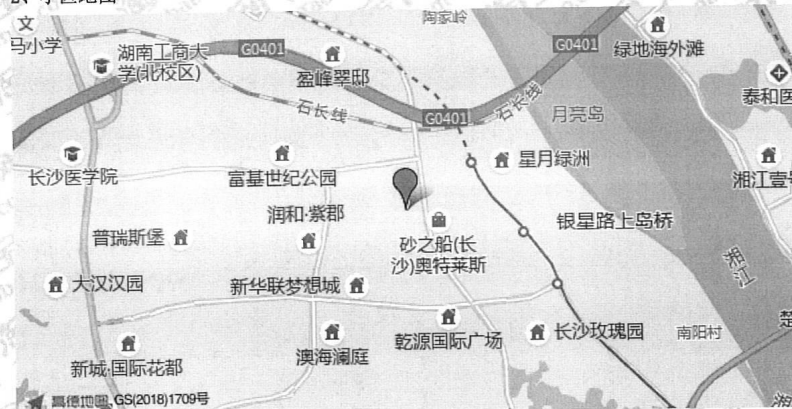 陶家岭
文
马小学
湖南工商大
学(北校区)
G0401
盈峰翠邸
G0401
绿地海外滩
泰和医
石长线
G0401
石长线
月亮岛
长沙医学院
富基世纪公园
星月绿洲
湘江壹号
润和·紫郡
普瑞斯堡
砂之船(长
沙)奥特莱斯
银星路上岛桥
大汉汉园
新华联梦想城
湘江
乾源国际广场
长沙玫瑰园
南阳村
楚
新城·国际花都
澳海澜庭
高德地图 GS(2018)1709号